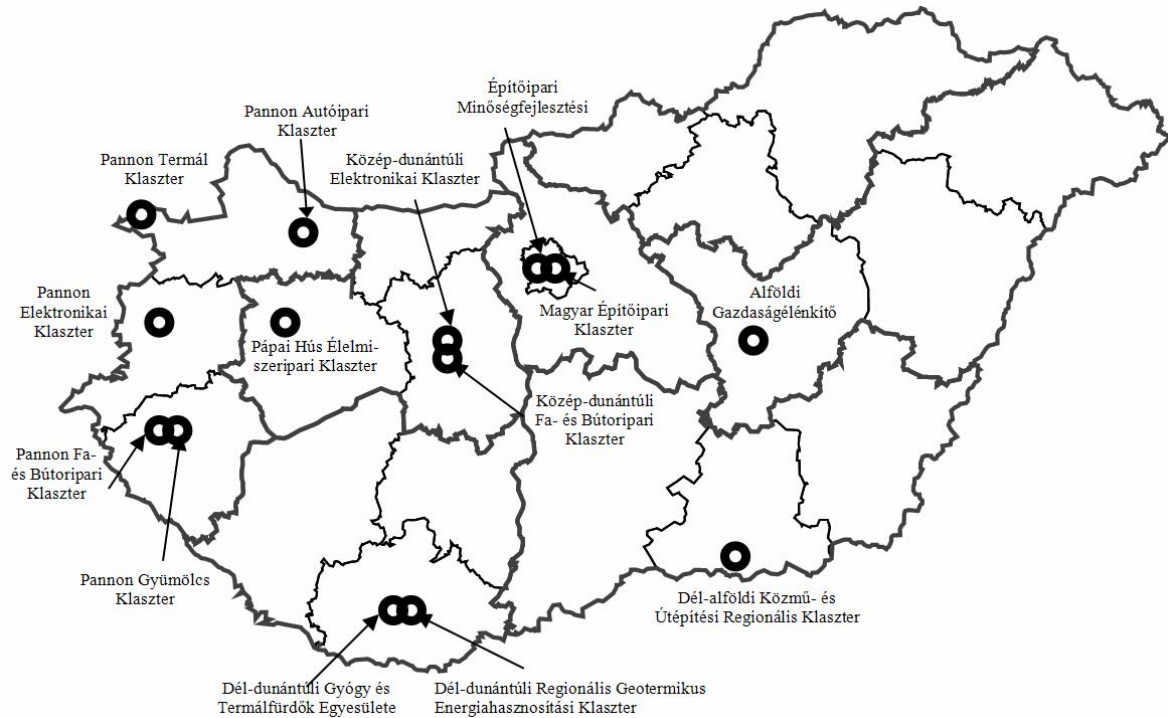 Építőipari
Minőségfejlesztési
Pannon Autóipari
Klaszter
Közép-dunántúli
Elektronikai Klaszter
Pannon Termál
Klaszter
Pannon
Elektronikai
Klaszter
Pápai Hús Élelmi-
szeripari Klaszter
Magyar Építőipari
Klaszter
Alföldi
Gazdaságélénkítő
Közép-dunántúli
Fa- és Bútoripari
Klaszter
Pannon Fa-
és Bútoripari
Klaszter
Pannon Gyümölcs
Klaszter
Dél-alföldi Közmű- és
Útépítési Regionális Klaszter
Dél-dunántúli Gyógy és
Termálfürdők Egyesülete
Dél-dunántúli Regionális Geotermikus
Energiahasznosítási Klaszter